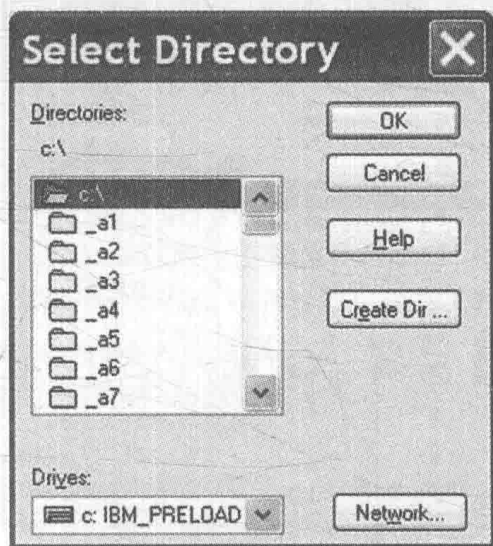 Select Directory
Directories:
c:\
c:\
_a1
_a2
_a3
_a4
_a5
_a6
_a7
Drives:
c: IBM_PRELOAD
OK
Cancel
Help
Create Dir ...
Network...